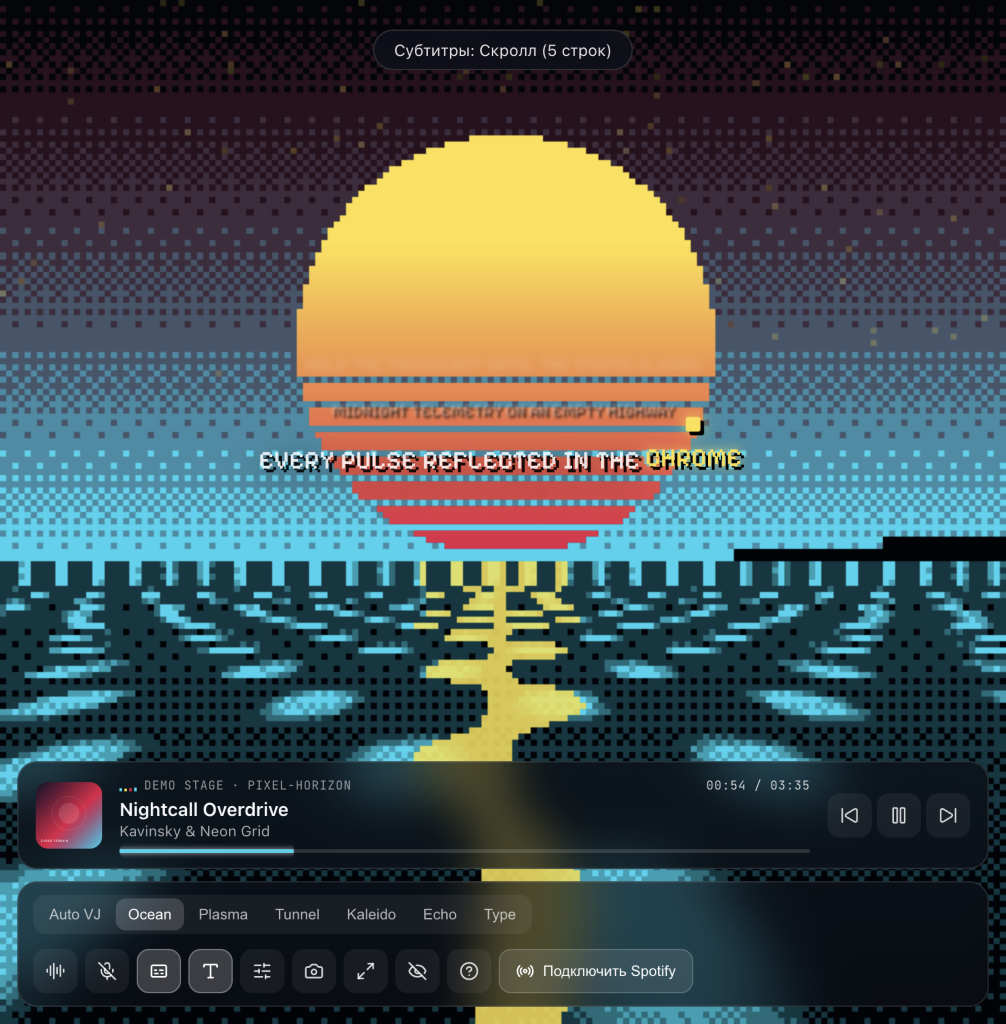 Субтитры: Скролл (5 строк)
MIDNIGHT TELEMETRY ON AN EMPTY HIGHWAY
EVERY PULSE REFLECTED IN THE CHROME
DEMO STAGE · PIXEL-HORIZON
00:54 / 03:35
Nightcall Overdrive
Kavinsky & Neon Grid
Auto VJ
Ocean
Plasma
Tunnel
Kaleido
Echo
Type
Подключить Spotify